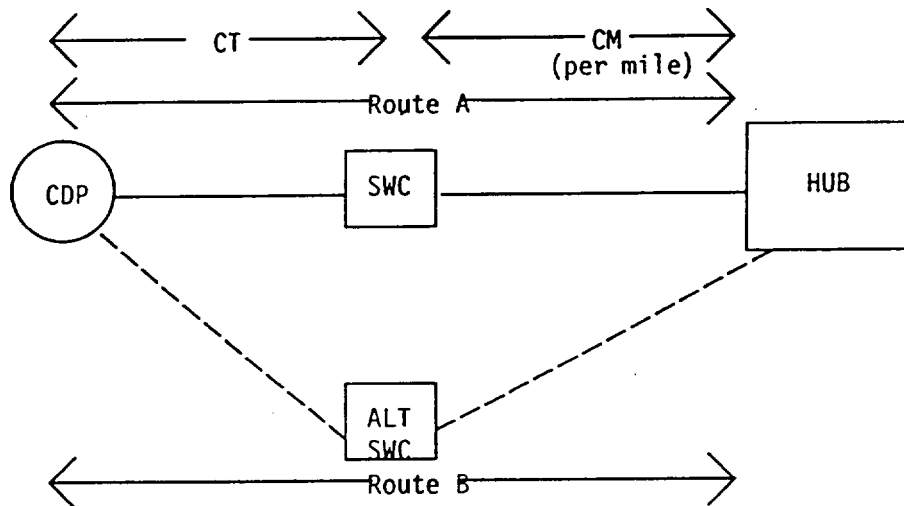 CT
CM
(per mile)
Route A
CDP
SWC
HUB
ALT
SWC
Route B